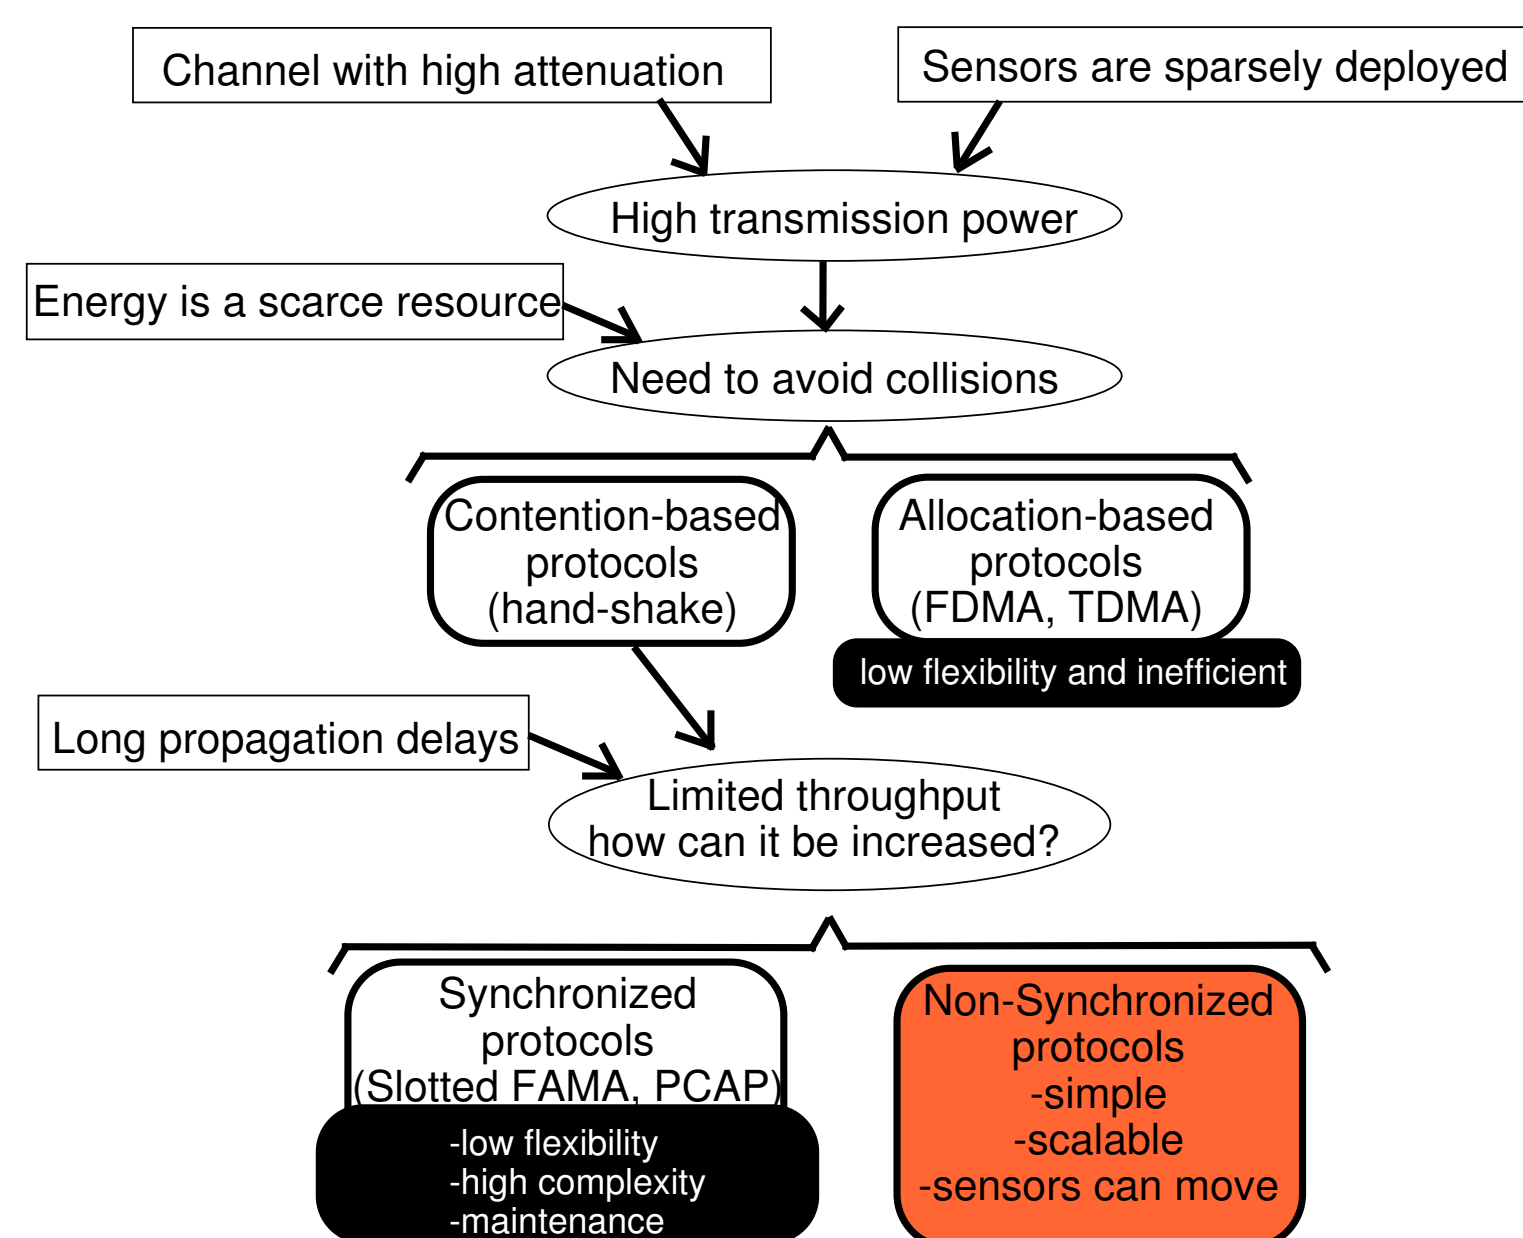 Channel with high attenuation
Sensors are sparsely deployed
High transmission power
Energy is a scarce resource
Need to avoid collisions
Contention-based
protocols
(hand-shake)
Allocation-based
protocols
(FDMA, TDMA)
low flexibility and inefficient
Long propagation delays
Limited throughput
how can it be increased?
Synchronized
protocols
(Slotted FAMA, PCAP)
-low flexibility
-high complexity
-maintenance
Non-Synchronized
protocols
-simple
-scalable
-sensors can move